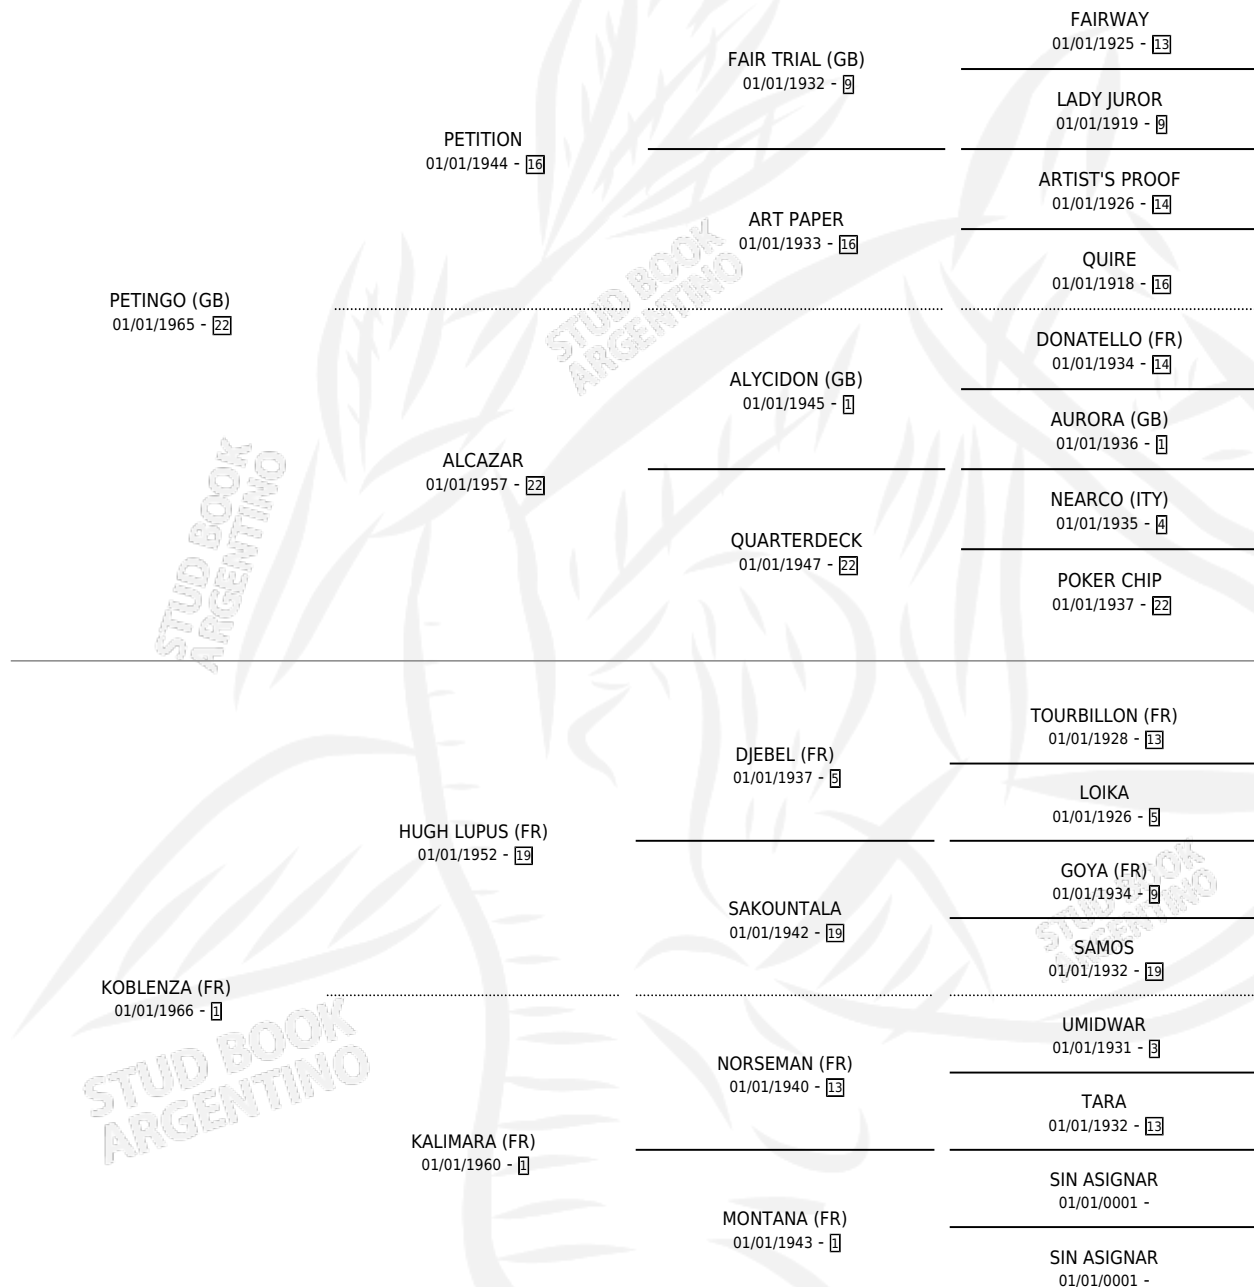 FAIRWAY
01/01/1925 - 13
FAIR TRIAL (GB)
01/01/1932 - 9
LADY JUROR
01/01/1919 - 9
PETITION
01/01/1944 - 16
ARTIST'S PROOF
01/01/1926 - 14
ART PAPER
01/01/1933 - 16
QUIRE
01/01/1918 - 16
STUD BOOK
ARGENTINO
PETINGO (GB)
01/01/1965 - 22
DONATELLO (FR)
01/01/1934 - 14
ALYCIDON (GB)
01/01/1945 - 1
AURORA (GB)
01/01/1936 - 1
ALCAZAR
01/01/1957 - 22
NEARCO (ITY)
01/01/1935 - 4
QUARTERDECK
01/01/1947 - 22
POKER CHIP
01/01/1937 - 22
STUD BOOK
ARGENTINO
TOURBILLON (FR)
01/01/1928 - 13
DJEBEL (FR)
01/01/1937 - 5
LOIKA
01/01/1926 - 5
HUGH LUPUS (FR)
01/01/1952 - 19
GOYA (FR)
01/01/1934 - 9
SAKOUNTALA
01/01/1942 - 19
STUD BOOK
ARGENTINO
SAMOS
01/01/1932 - 19
KOBLENZA (FR)
01/01/1966 - 1
STUD BOOK
ARGENTINO
UMIDWAR
01/01/1931 - 3
NORSEMAN (FR)
01/01/1940 - 13
TARA
01/01/1932 - 13
KALIMARA (FR)
01/01/1960 - 1
SIN ASIGNAR
01/01/0001 -
MONTANA (FR)
01/01/1943 - 1
SIN ASIGNAR
01/01/0001 -